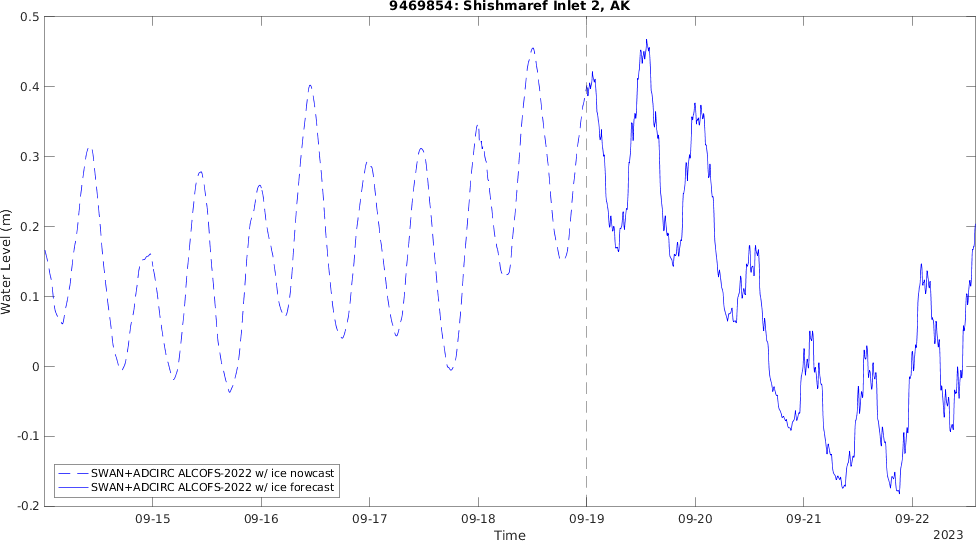 9469854: Shishmaref Inlet 2, AK
Water Level (m)
0.5
0.4
0.3
0.2
0.1
0
-0.1
-0.2
SWAN+ADCIRC ALCOFS-2022 w/ ice nowcast
SWAN+ADCIRC ALCOFS-2022 w/ ice forecast
09-15 09-16 09-17 09-18 09-19 09-20 09-21 09-22
Time
2023